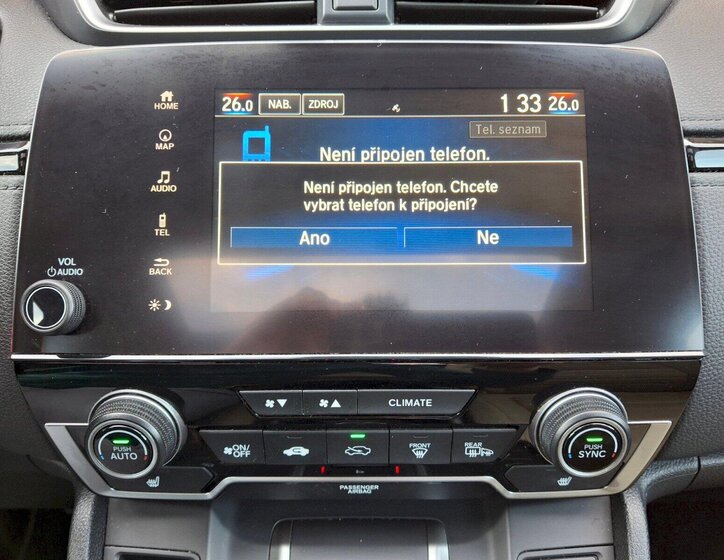 26.0 NAB. ZDROJ 1 33 26.0
Tel. seznam
Není připojen telefon.
Není připojen telefon. Chcete
vybrat telefon k připojení?
Ano Ne
HOME
MAP
AUDIO
TEL
BACK
VOL
AUDIO
CLIMATE
PUSH
AUTO
ON/
OFF
FRONT
REAR
PUSH
SYNC
PASSENGER
AIRBAG